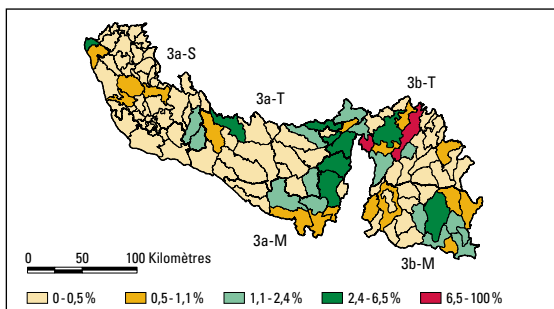 3a-S
3a-T
3b-T
3a-M
3b-M
0 50 100 Kilomètres
0 - 0,5 % 0,5 - 1,1 % 1,1 - 2,4 % 2,4 - 6,5 % 6,5 - 100 %